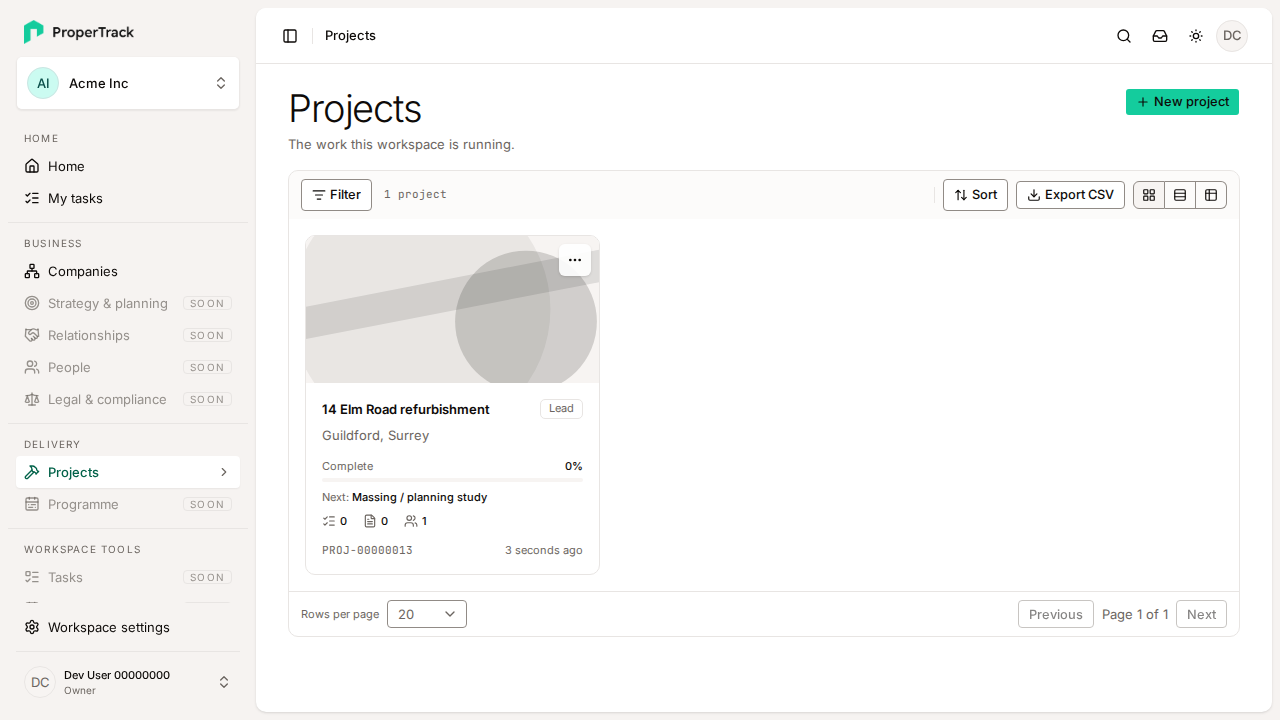 ProperTrack
AI
Acme Inc
HOME
Home
My tasks
BUSINESS
Companies
Strategy & planning SOON
Relationships SOON
People SOON
Legal & compliance SOON
DELIVERY
Projects
Programme SOON
WORKSPACE TOOLS
Tasks SOON
Workspace settings
DC
Dev User 00000000
Owner
Projects
DC
Projects
New project
The work this workspace is running.
Filter
1 project
Sort
Export CSV
14 Elm Road refurbishment
Lead
Guildford, Surrey
Complete 0%
Next: Massing / planning study
0 0 1
PROJ-00000013 3 seconds ago
Rows per page 20
Previous Page 1 of 1 Next